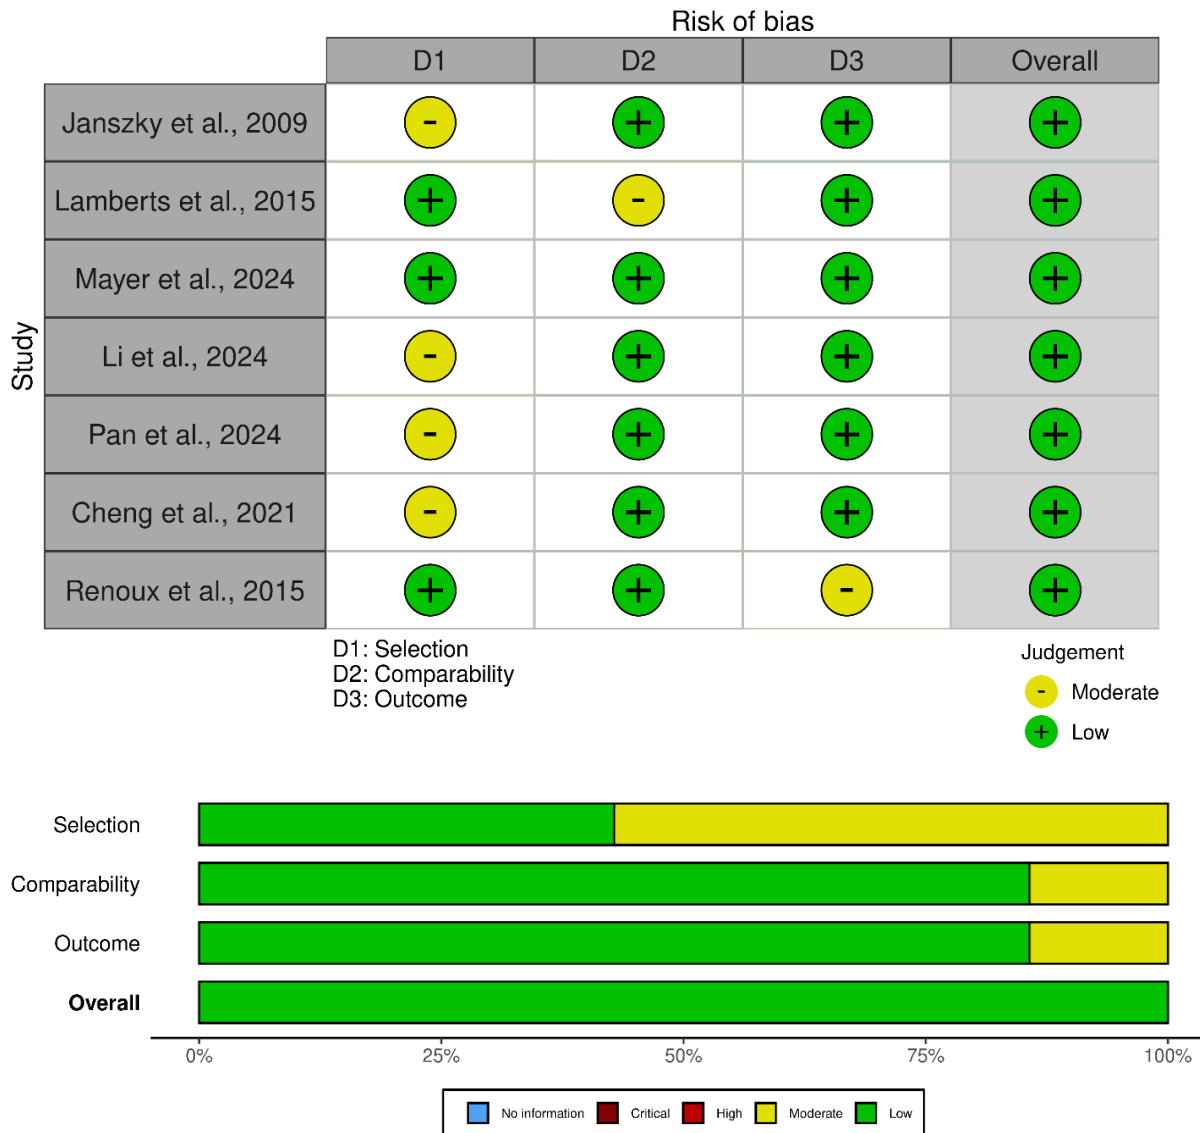 Risk of bias
D1 D2 D3 Overall
Study
Janszky et al., 2009 - + + +
Lamberts et al., 2015 + - + +
Mayer et al., 2024 + + + +
Li et al., 2024 - + + +
Pan et al., 2024 - + + +
Cheng et al., 2021 - + + +
Renoux et al., 2015 + + - +
D1: Selection
D2: Comparability
D3: Outcome
Judgement
- Moderate
+ Low
Selection
Comparability
Outcome
Overall
0% 25% 50% 75% 100%
No information Critical High Moderate Low